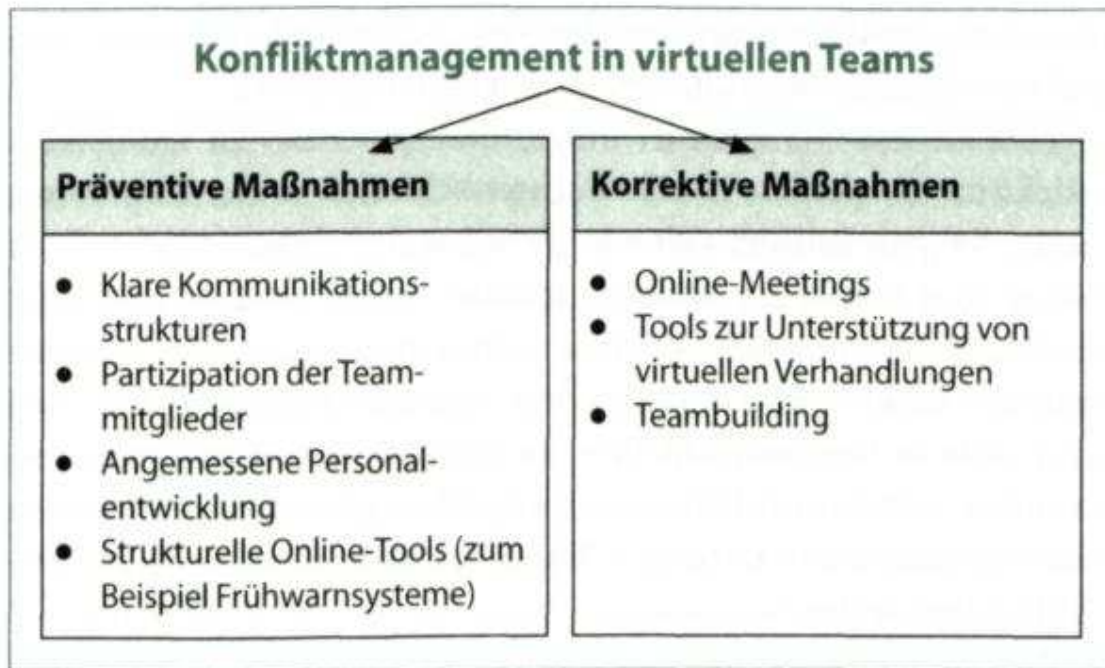 Konfliktmanagement in virtuellen Teams
Präventive Maßnahmen
● Klare Kommunikations-
strukturen
● Partizipation der Team-
mitglieder
● Angemessene Personal-
entwicklung
● Strukturelle Online-Tools (zum
Beispiel Frühwarnsysteme)
Korrektive Maßnahmen
● Online-Meetings
● Tools zur Unterstützung von
virtuellen Verhandlungen
● Teambuilding